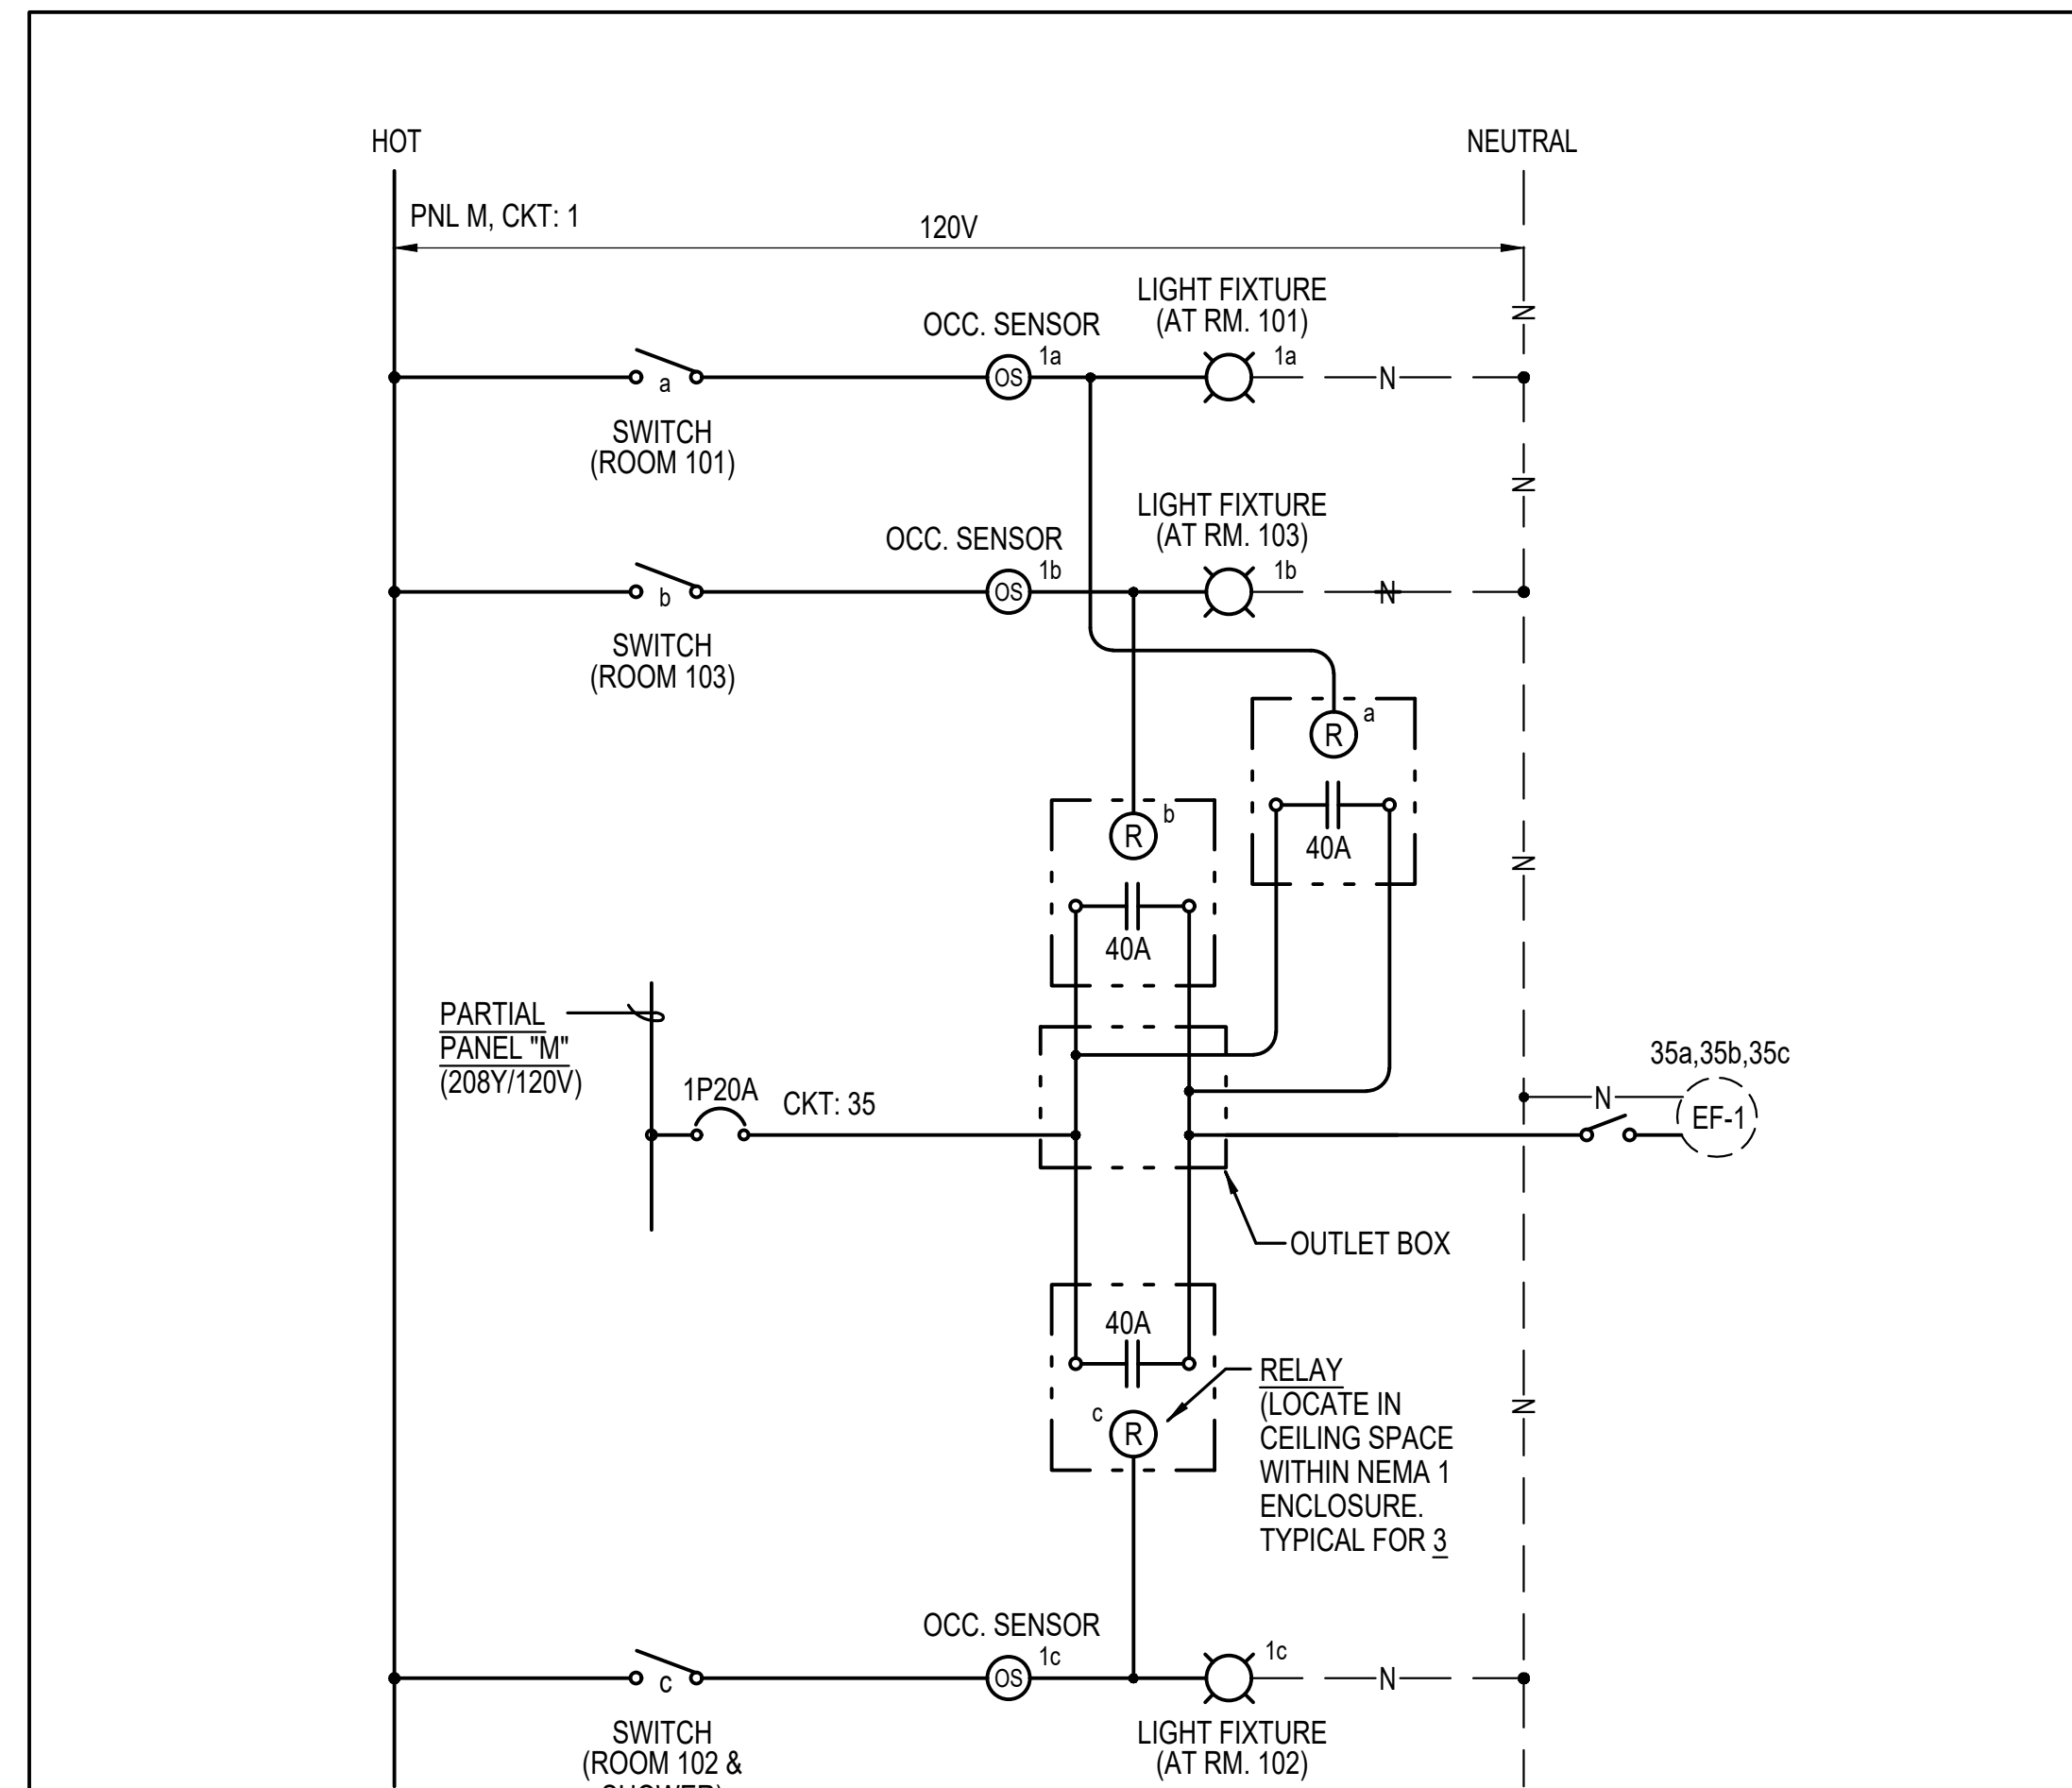 HOT
NEUTRAL
PNL M, CKT: 1
120V
LIGHT FIXTURE
(AT RM. 101)
OCC. SENSOR
1a
1a
N
a
OS
N
SWITCH
(ROOM 101)
N
LIGHT FIXTURE
(AT RM. 103)
OCC. SENSOR
1b
1b
b
OS
N
SWITCH
(ROOM 103)
a
R
b
R
40A
N
40A
PARTIAL
PANEL "M"
(208Y/120V)
1P20A
CKT: 35
35a,35b,35c
N
EF-1
OUTLET BOX
40A
c
R
RELAY
(LOCATE IN
CEILING SPACE
WITHIN NEMA 1
ENCLOSURE.
TYPICAL FOR 3
N
OCC. SENSOR
1c
1c
c
OS
N
SWITCH
(ROOM 102 &
LIGHT FIXTURE
(AT RM. 102)